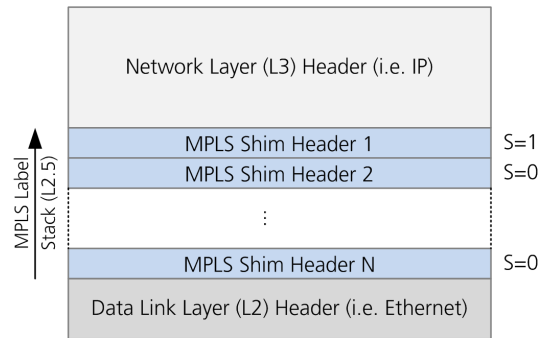 Network Layer (L3) Header (i.e. IP)
MPLS Shim Header 1
S=1
MPLS Shim Header 2
S=0
⋮
MPLS Shim Header N
S=0
Data Link Layer (L2) Header (i.e. Ethernet)
MPLS Label
Stack (L2.5)